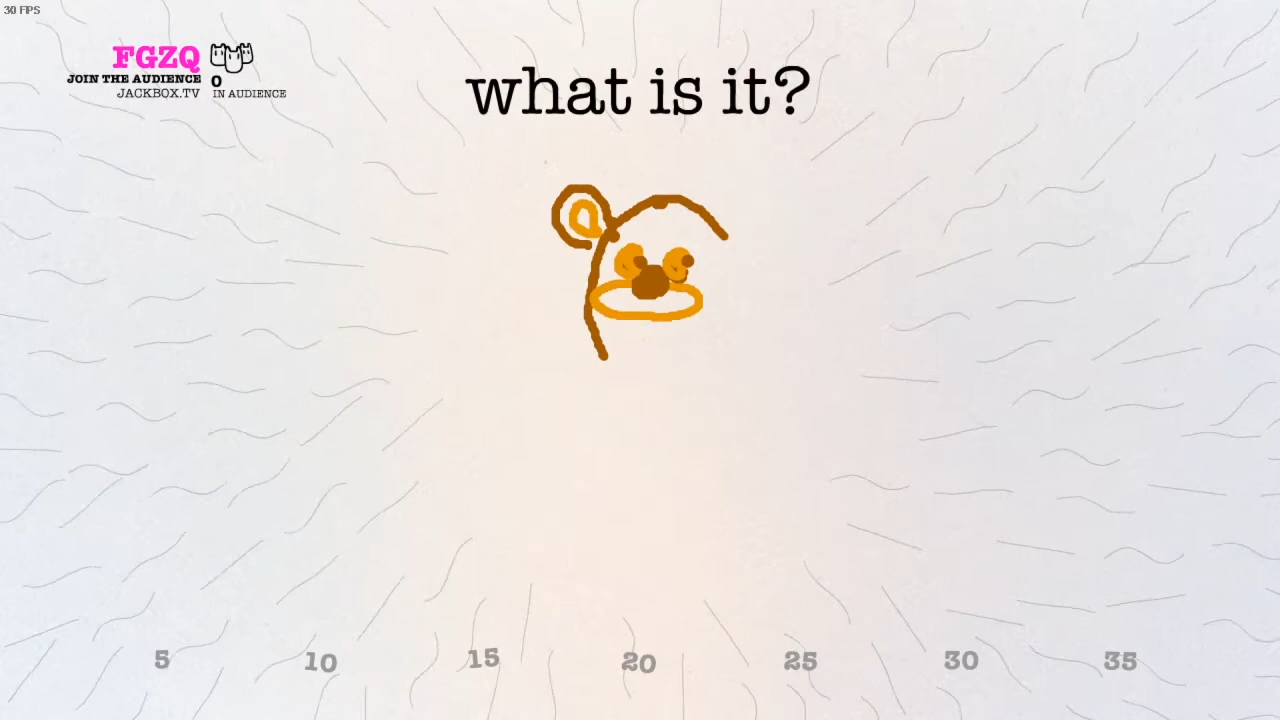 30 FPS
FGZQ
JOIN THE AUDIENCE
JACKBOX.TV
0
IN AUDIENCE
what is it?
5 10 15 20 25 30 35